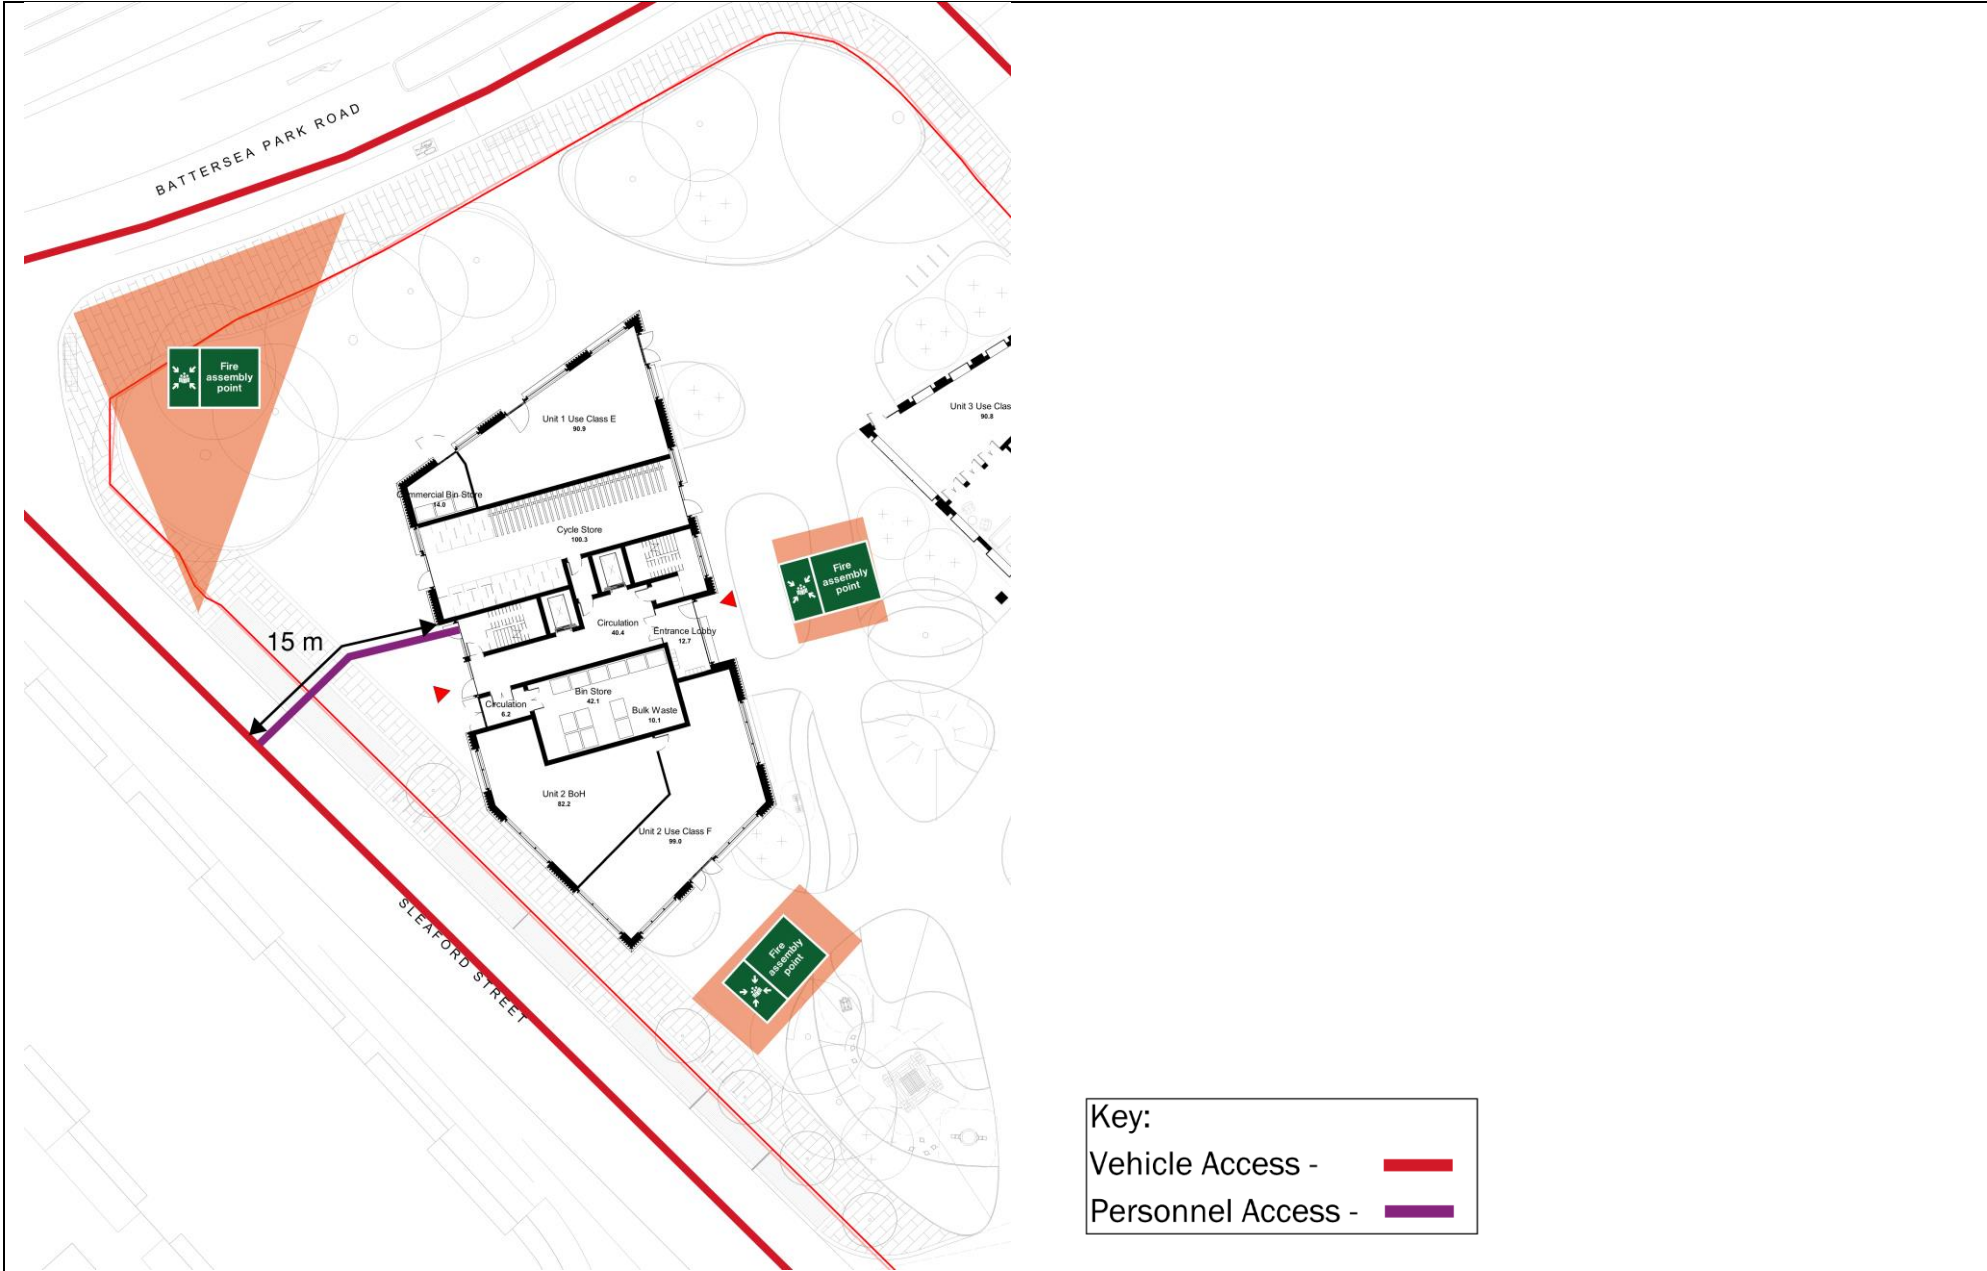 BATTERSEA PARK ROAD
Fire
assembly
point
Unit 1 Use Class E
90.9
Unit 3 Use Clas
90.8
Commercial Bin Store
14.0
Cycle Store
100.3
Fire
assembly
point
Circulation
40.4
Entrance Lobby
12.7
15 m
Bin Store
42.1
Circulation
6.2
Bulk Waste
10.1
Unit 2 BoH
82.2
Unit 2 Use Class F
99.0
SLEAFORD STREET
Fire
assembly
point
Key:
Vehicle Access -
Personnel Access -